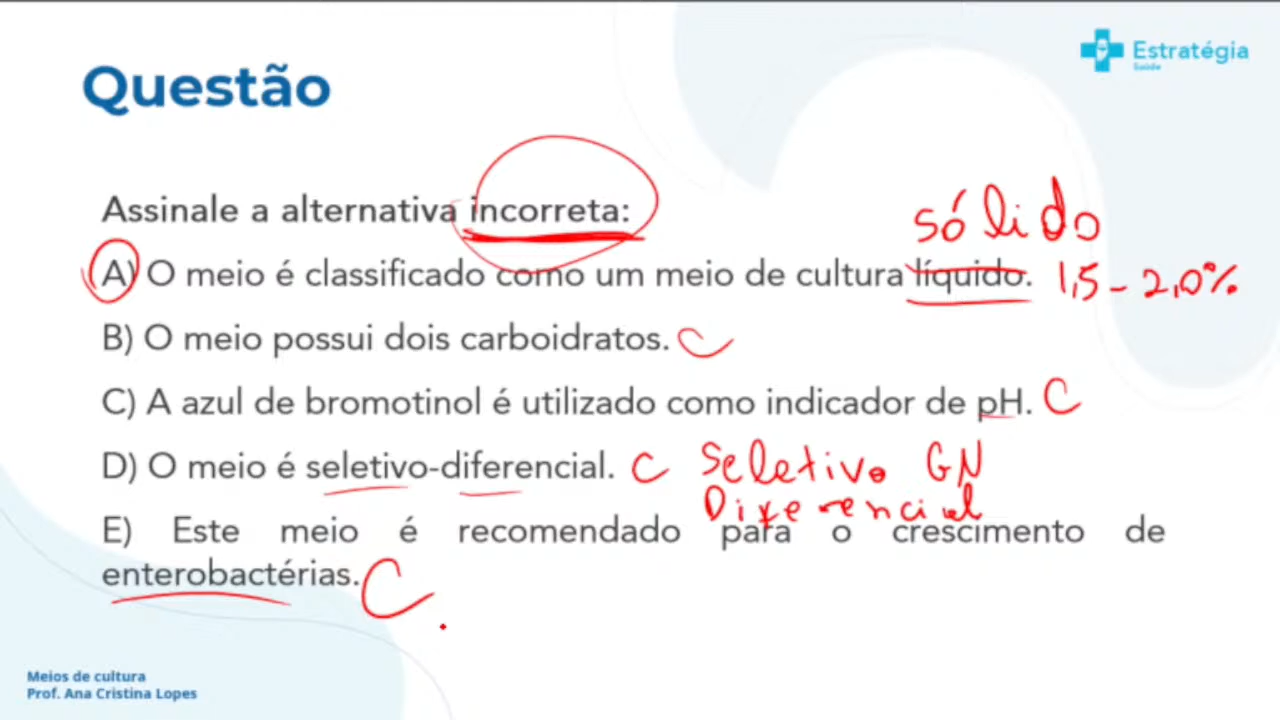 Estratégia
Saúde
Questão
Assinale a alternativa incorreta:
sólido
A) O meio é classificado como um meio de cultura líquido. 1,5 - 2,0%
B) O meio possui dois carboidratos. C
C) A azul de bromotinol é utilizado como indicador de pH. C
D) O meio é seletivo-diferencial. C Seletivo GN
Diferencial
E) Este meio é recomendado para o crescimento de
enterobactérias. C
Meios de cultura
Prof. Ana Cristina Lopes